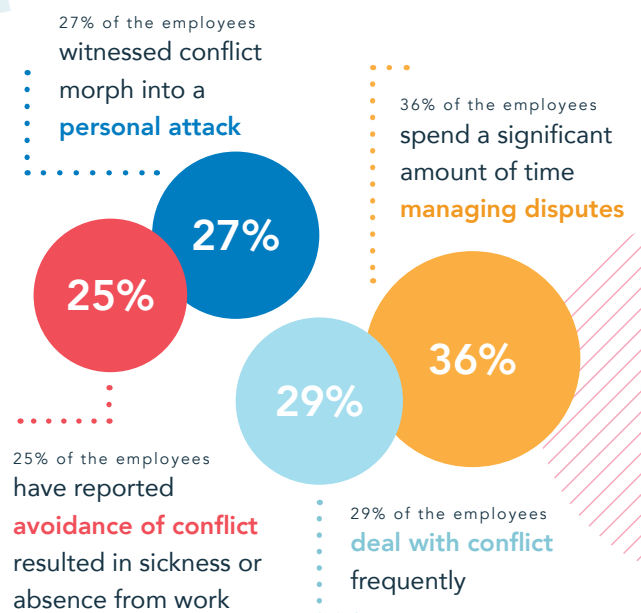 27% of the employees
witnessed conflict
morph into a
personal attack
36% of the employees
spend a significant
amount of time
managing disputes
27%
25%
36%
29%
25% of the employees
have reported
avoidance of conflict
resulted in sickness or
absence from work
29% of the employees
deal with conflict
frequently